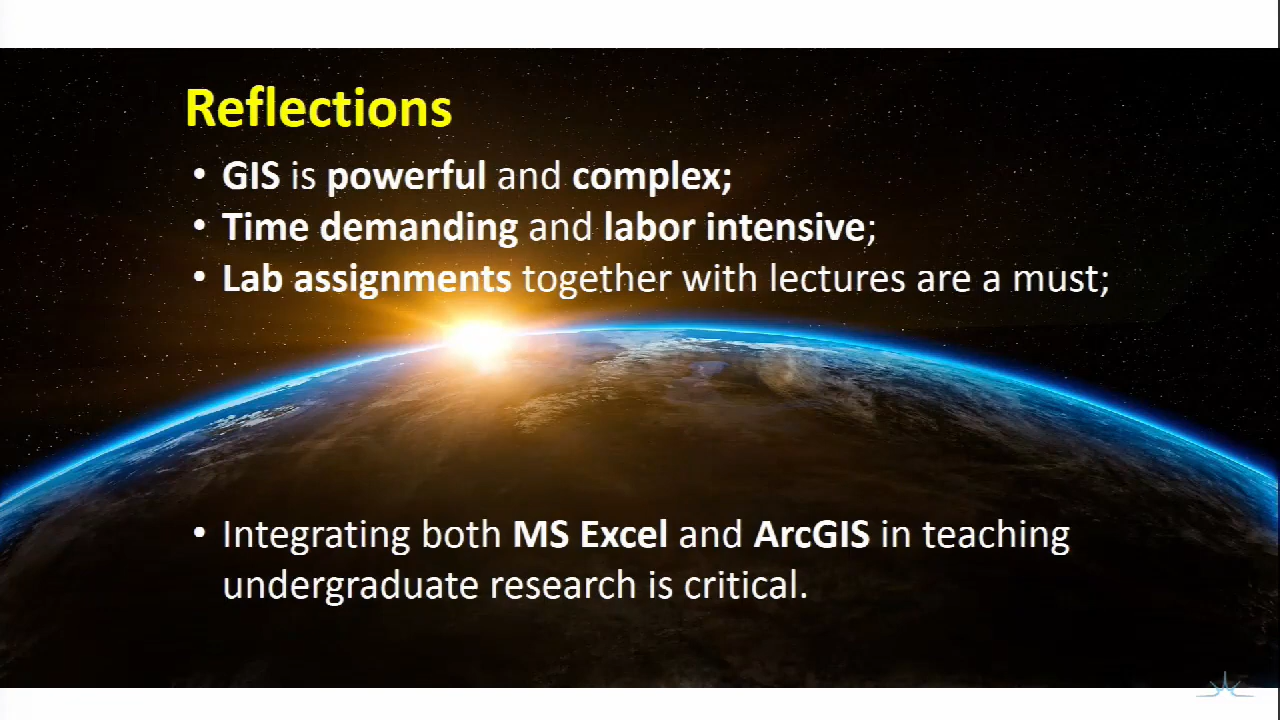 Reflections
• GIS is powerful and complex;
• Time demanding and labor intensive;
• Lab assignments together with lectures are a must;
• Integrating both MS Excel and ArcGIS in teaching
undergraduate research is critical.